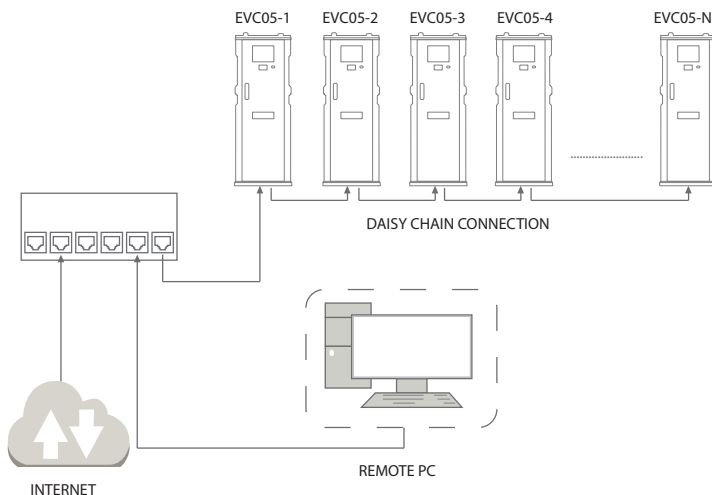 EVC05-1 EVC05-2 EVC05-3 EVC05-4 EVC05-N
DAISY CHAIN CONNECTION
REMOTE PC
INTERNET